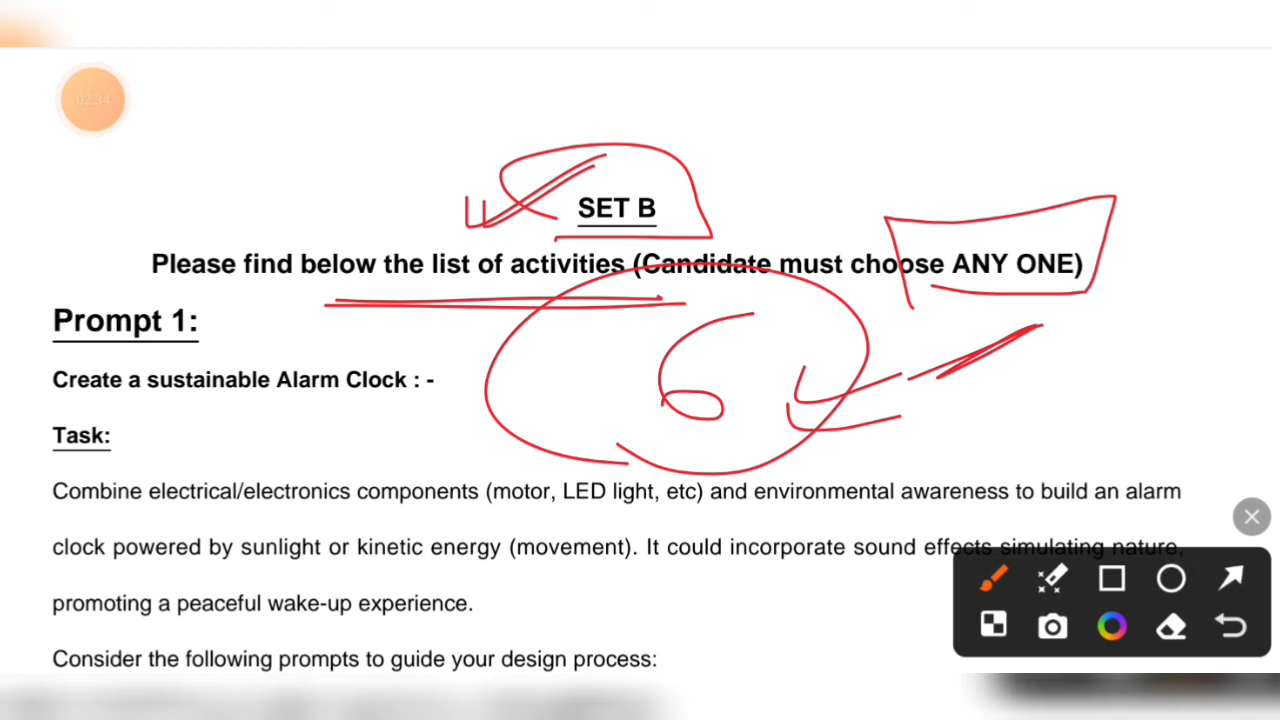 02:34
SET B
Please find below the list of activities (Candidate must choose ANY ONE)
Prompt 1:
6
Create a sustainable Alarm Clock : -
Task:
Combine electrical/electronics components (motor, LED light, etc) and environmental awareness to build an alarm
clock powered by sunlight or kinetic energy (movement). It could incorporate sound effects simulating nature,
promoting a peaceful wake-up experience.
Consider the following prompts to guide your design process: